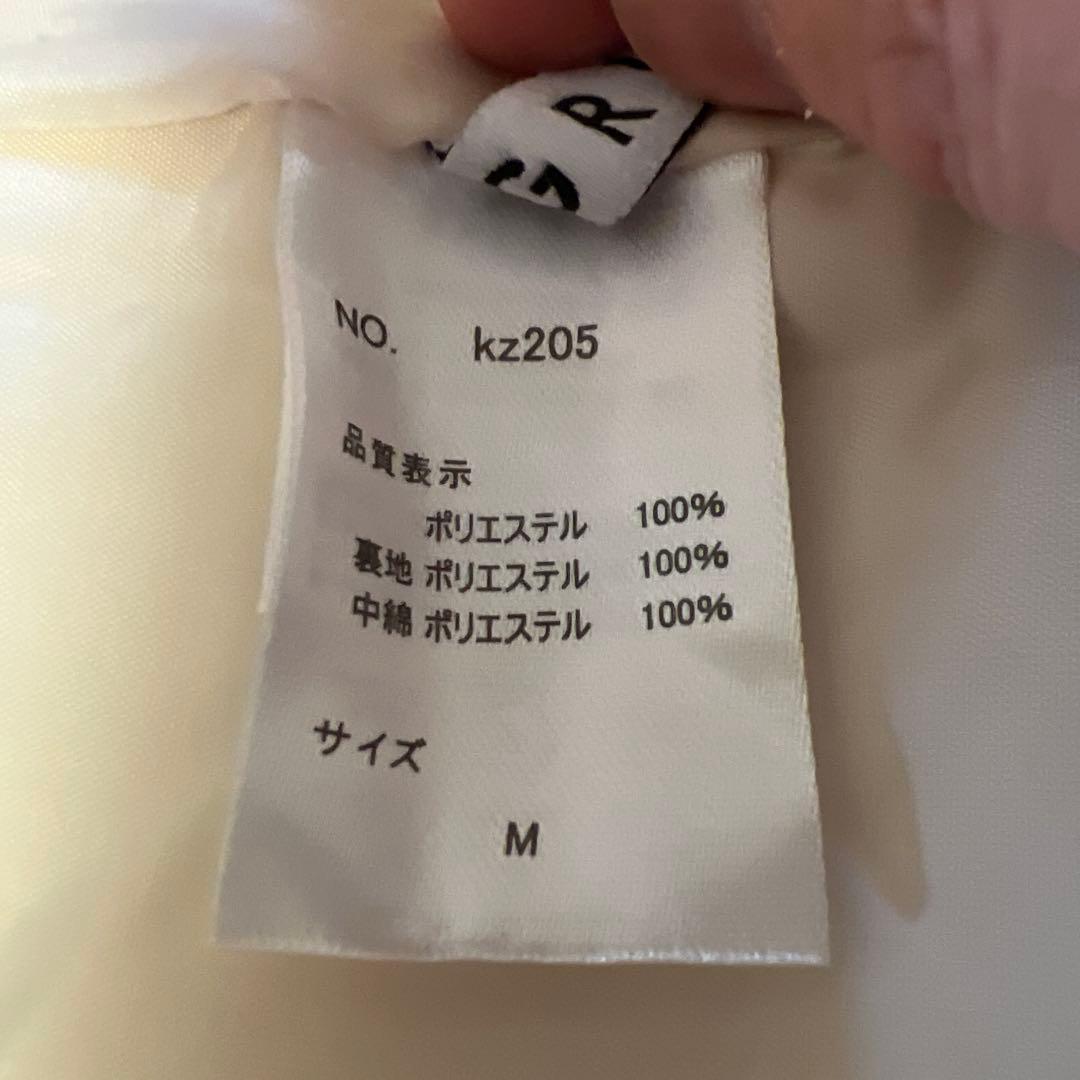 GR
NO. kz205
品質表示
ポリエステル 100%
裏地 ポリエステル 100%
中綿 ポリエステル 100%
サイズ
M